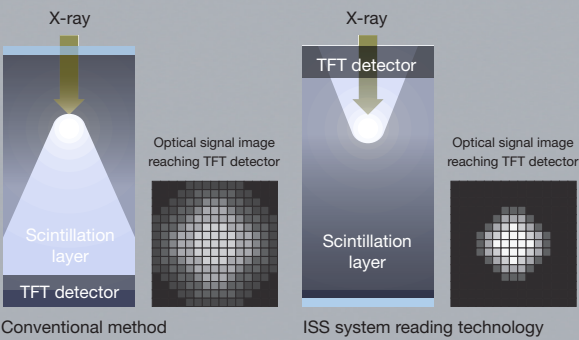 X-ray
Optical signal image
reaching TFT detector
Scintillation
layer
TFT detector
Conventional method
X-ray
TFT detector
Optical signal image
reaching TFT detector
Scintillation
layer
ISS system reading technology